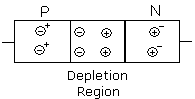 P N
⊖+ ⊖ ⊕ ⊕−
⊖+ ⊖ ⊕ ⊕−
Depletion
Region